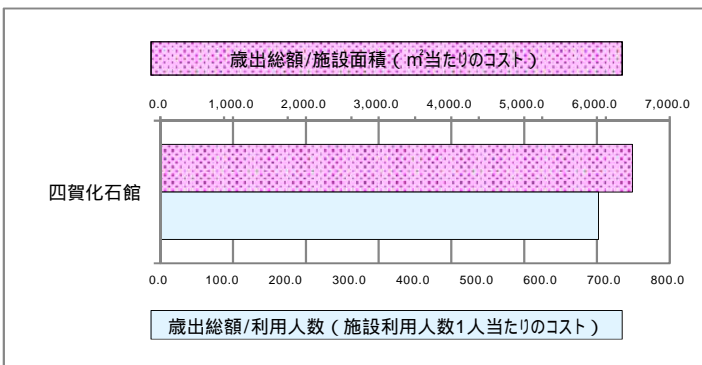 歳出総額/施設面積（㎡当たりのコスト）
0.0 1,000.0 2,000.0 3,000.0 4,000.0 5,000.0 6,000.0 7,000.0
四賀化石館
0.0 100.0 200.0 300.0 400.0 500.0 600.0 700.0 800.0
歳出総額/利用人数（施設利用人数1人当たりのコスト）